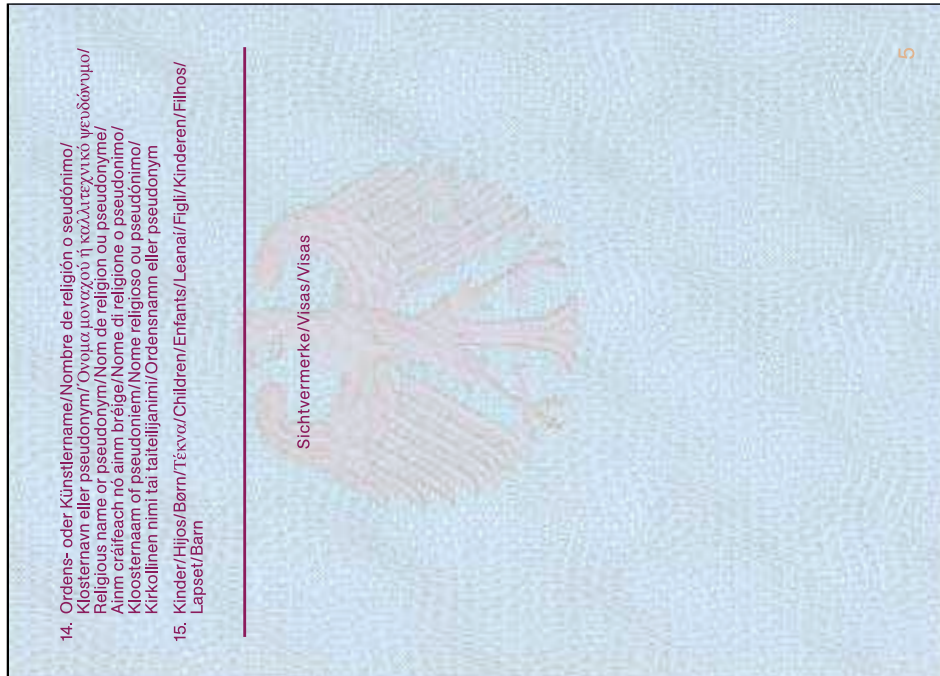 14. Ordens- oder Künstlername/Nombre de religión o seudónimo/
Klosternavn eller pseudonym/Όνομα μοναχού ή καλλιτεχνικό ψευδώνυμο/
Religious name or pseudonym/Nom de religion ou pseudonyme/
Ainm cráifeach nó ainm bréige/Nome di religione o pseudonimo/
Kloosternaam of pseudoniem/Nome religioso ou pseudónimo/
Kirkollinen nimi tai taiteilijanimi/Ordensnamn eller pseudonym
15. Kinder/Hijos/Børn/Τέκνα/Children/Enfants/Leanaí/Figli/Kinderen/Filhos/
Lapset/Barn
Sichtvermerke/Visas/Visas
5